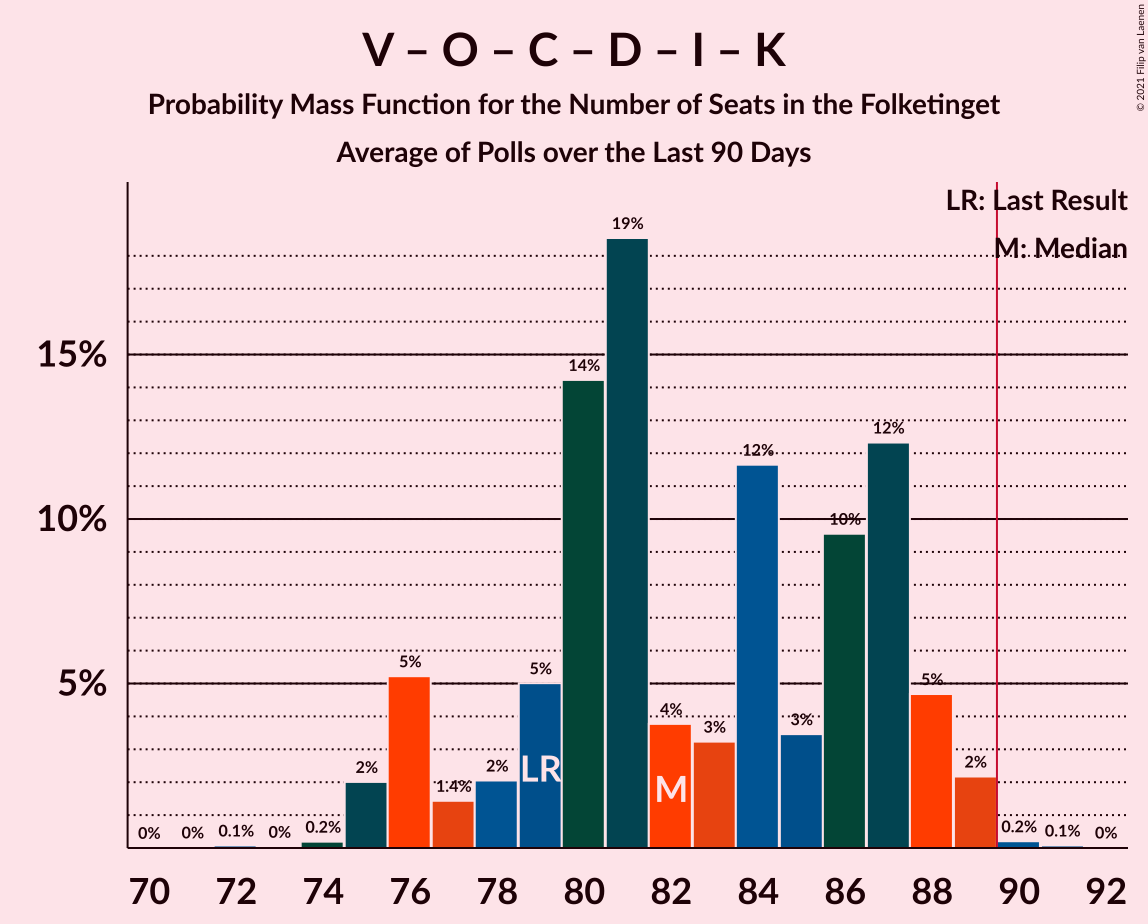 V – O – C – D – I – K
Probability Mass Function for the Number of Seats in the Folketinget
Average of Polls over the Last 90 Days
© 2021 Filip van Laenen
LR: Last Result
M: Median
15%
10%
5%
0%
0%
0.1%
0%
0.2%
2%
5%
1.4%
2%
5%
14%
19%
4%
3%
12%
3%
10%
12%
5%
2%
0.2%
0.1%
0%
LR
M
70 72 74 76 78 80 82 84 86 88 90 92